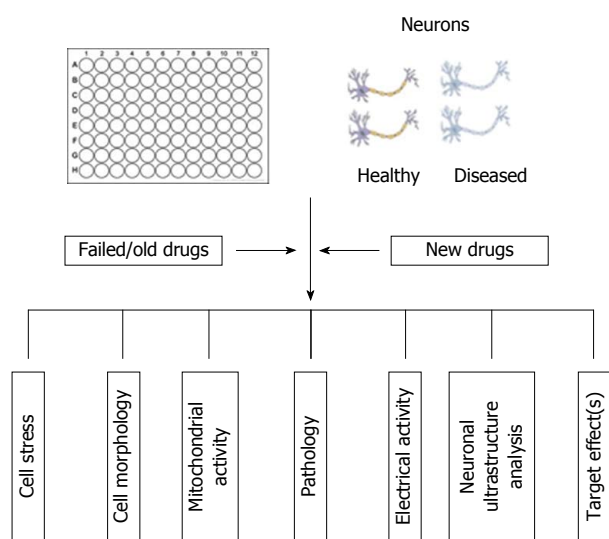 Neurons
1 2 3 4 5 6 7 8 9 10 11 12
A
B
C
D
E
F
G
H
Healthy
Diseased
Failed/old drugs
New drugs
Cell stress
Cell morphology
Mitochondrial
activity
Pathology
Electrical activity
Neuronal
ultrastructure
analysis
Target effect(s)